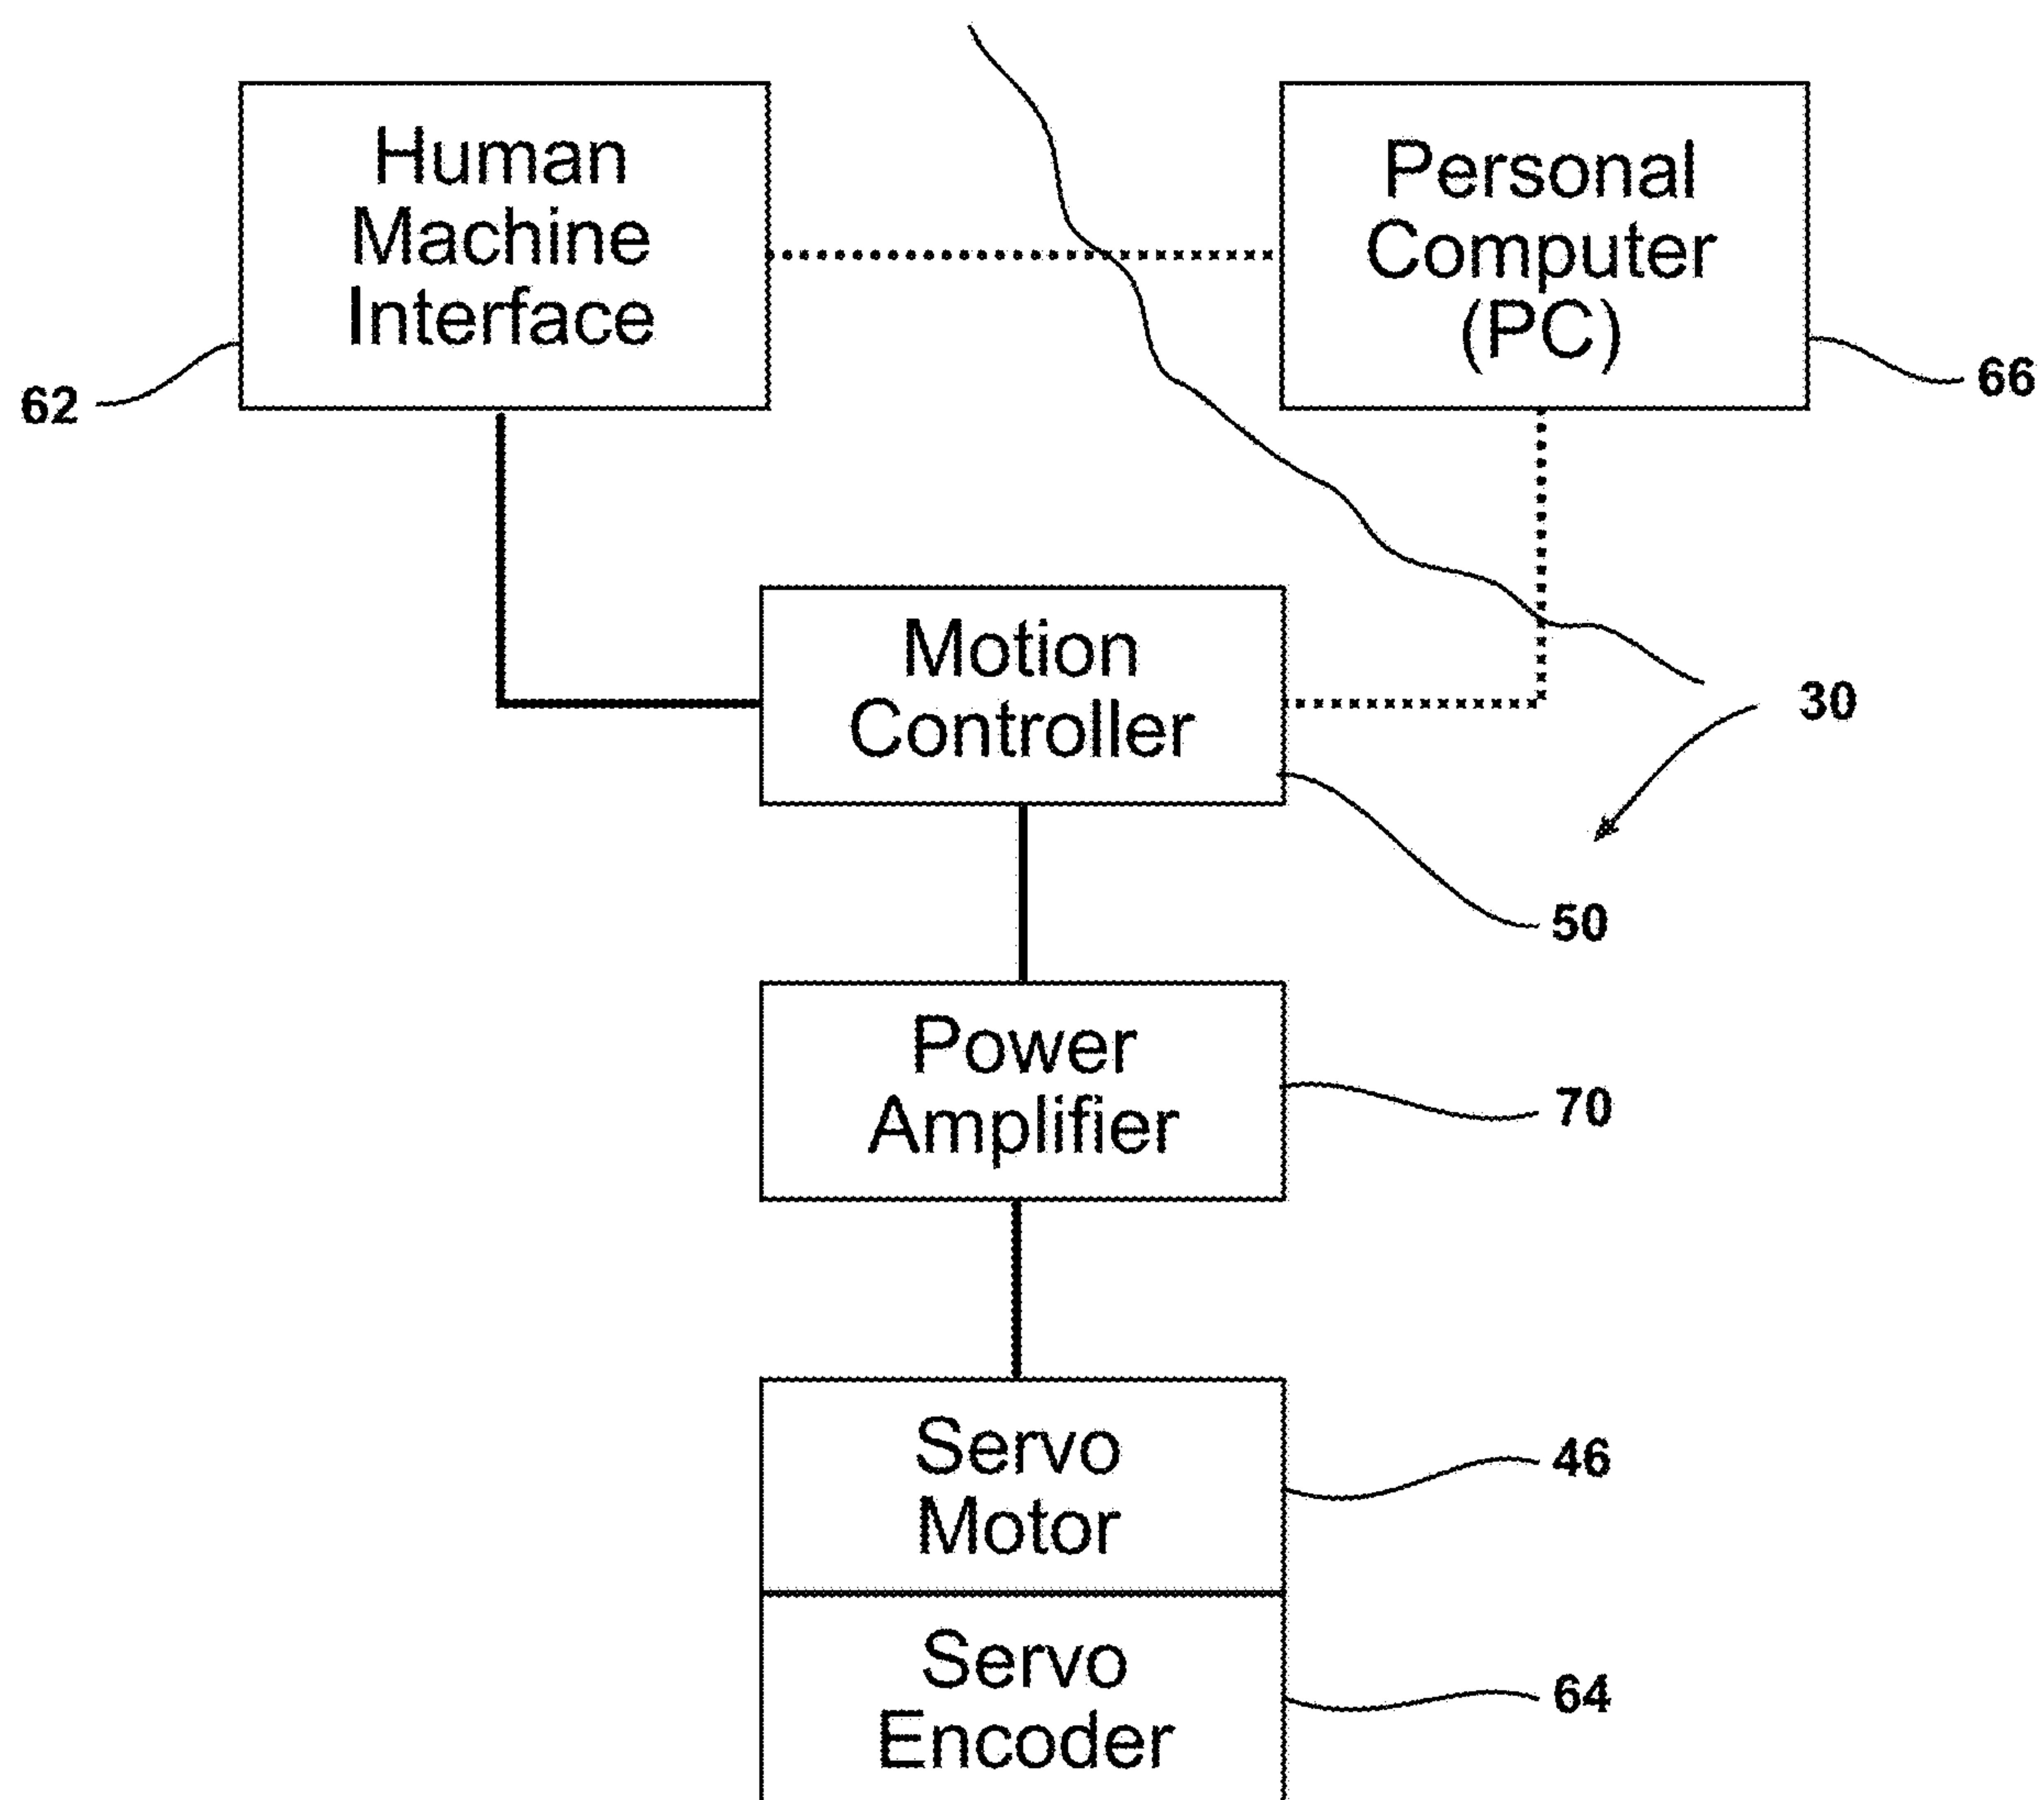 Human
Machine
Interface
62
Personal
Computer
(PC)
66
Motion
Controller
30
50
Power
Amplifier
70
Servo
Motor
46
Servo
Encoder
64